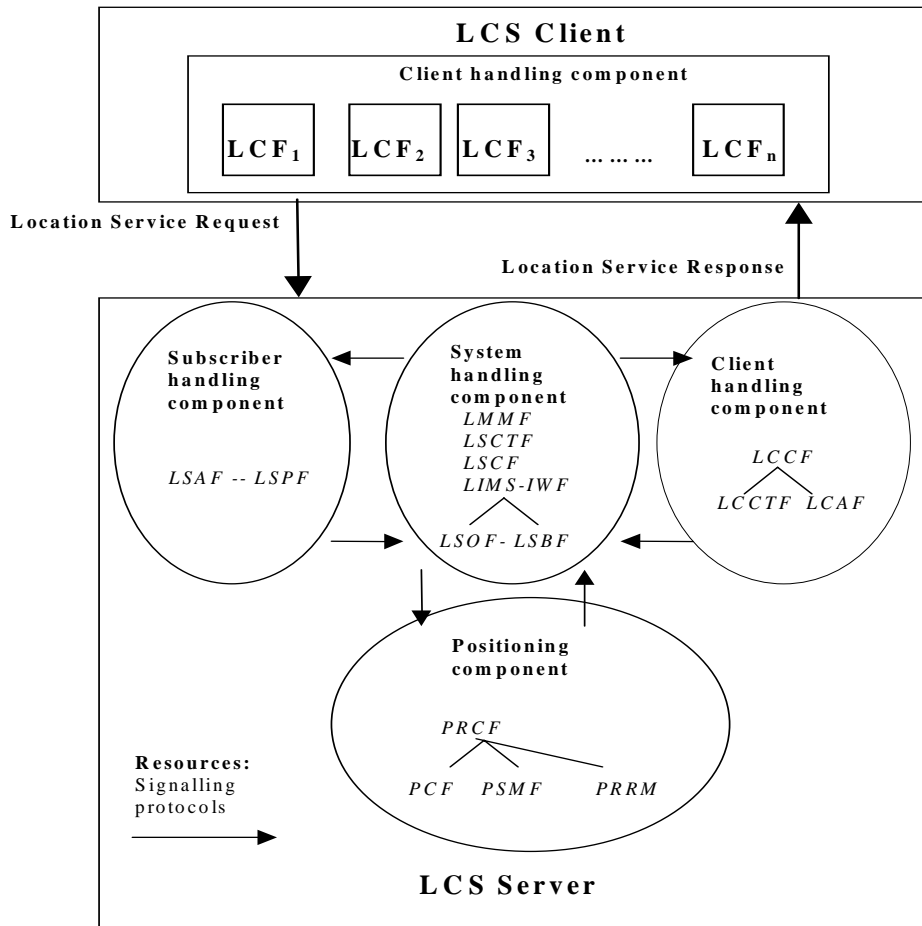 LCS Client
Client handling component
LCF₁ LCF₂ LCF₃ ... ... ... LCFₙ
Location Service Request
Location Service Response
Subscriber
handling
component
LSAF -- LSPF
System
handling
component
LMMF
LSCTF
LSCF
LIMS-IWF
LSOF- LSBF
Client
handling
component
LCCF
LCCTF LCAF
Positioning
component
PRCF
PCF PSMF PRRM
Resources:
Signalling
protocols
LCS Server